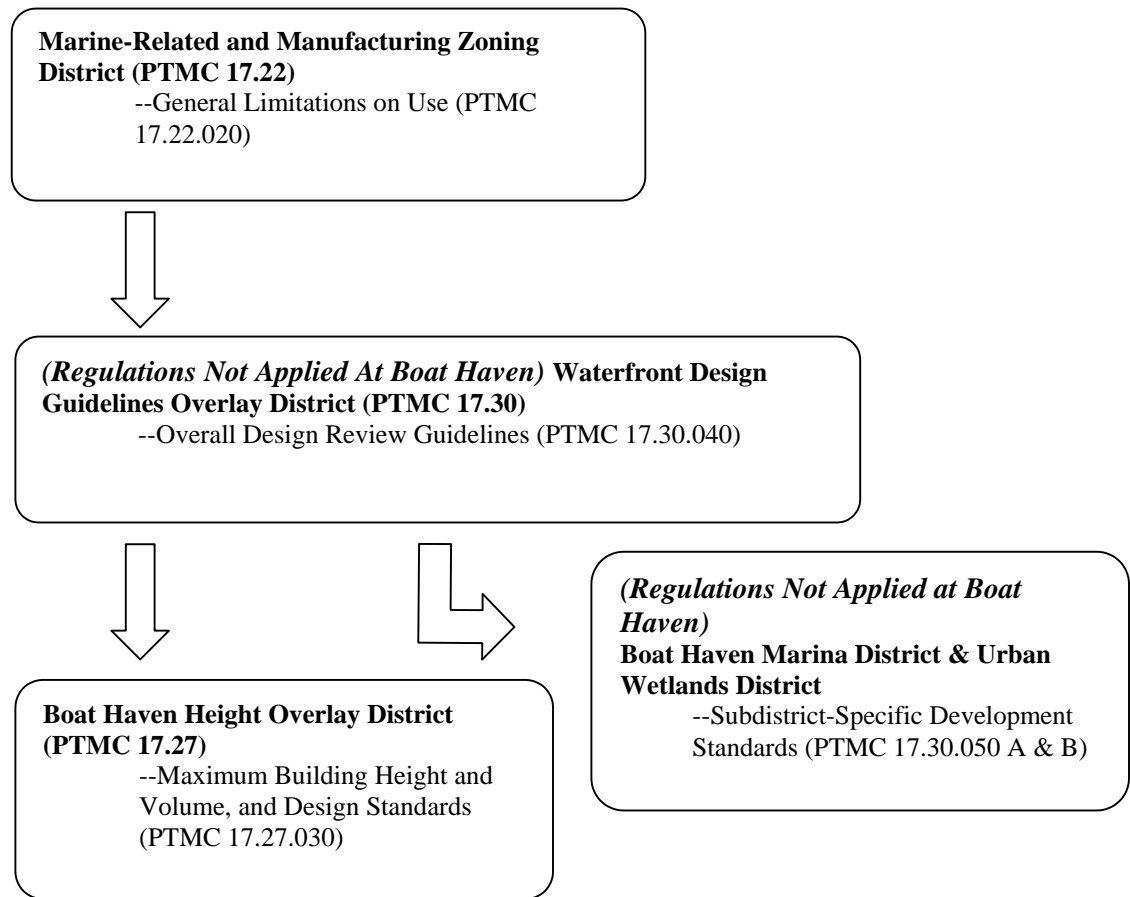 Marine-Related and Manufacturing Zoning
District (PTMC 17.22)
--General Limitations on Use (PTMC
17.22.020)
(Regulations Not Applied At Boat Haven) Waterfront Design
Guidelines Overlay District (PTMC 17.30)
--Overall Design Review Guidelines (PTMC 17.30.040)
(Regulations Not Applied at Boat
Haven)
Boat Haven Marina District & Urban
Wetlands District
--Subdistrict-Specific Development
Standards (PTMC 17.30.050 A & B)
Boat Haven Height Overlay District
(PTMC 17.27)
--Maximum Building Height and
Volume, and Design Standards
(PTMC 17.27.030)